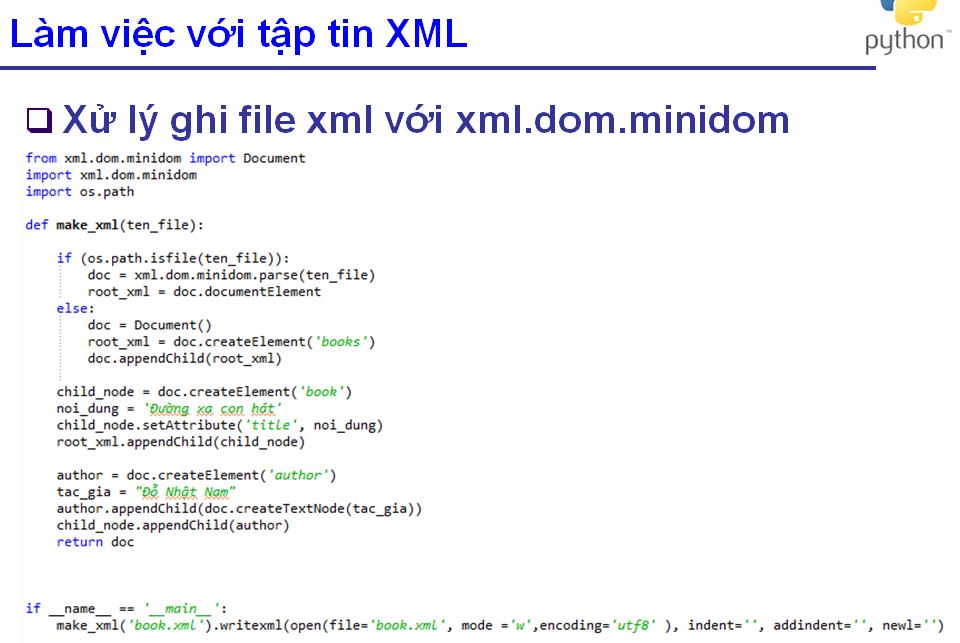 Làm việc với tập tin XML
python™
Xử lý ghi file xml với xml.dom.minidom
from xml.dom.minidom import Document
import xml.dom.minidom
import os.path
def make_xml(ten_file):
    if (os.path.isfile(ten_file)):
        doc = xml.dom.minidom.parse(ten_file)
        root_xml = doc.documentElement
    else:
        doc = Document()
        root_xml = doc.createElement('books')
        doc.appendChild(root_xml)
    child_node = doc.createElement('book')
    noi_dung = 'Đường xa con hát'
    child_node.setAttribute('title', noi_dung)
    root_xml.appendChild(child_node)
    author = doc.createElement('author')
    tac_gia = "Đỗ Nhật Nam"
    author.appendChild(doc.createTextNode(tac_gia))
    child_node.appendChild(author)
    return doc
if __name__ == '__main__':
    make_xml('book.xml').writexml(open(file='book.xml', mode ='w',encoding='utf8' ), indent='', addindent='', newl='')